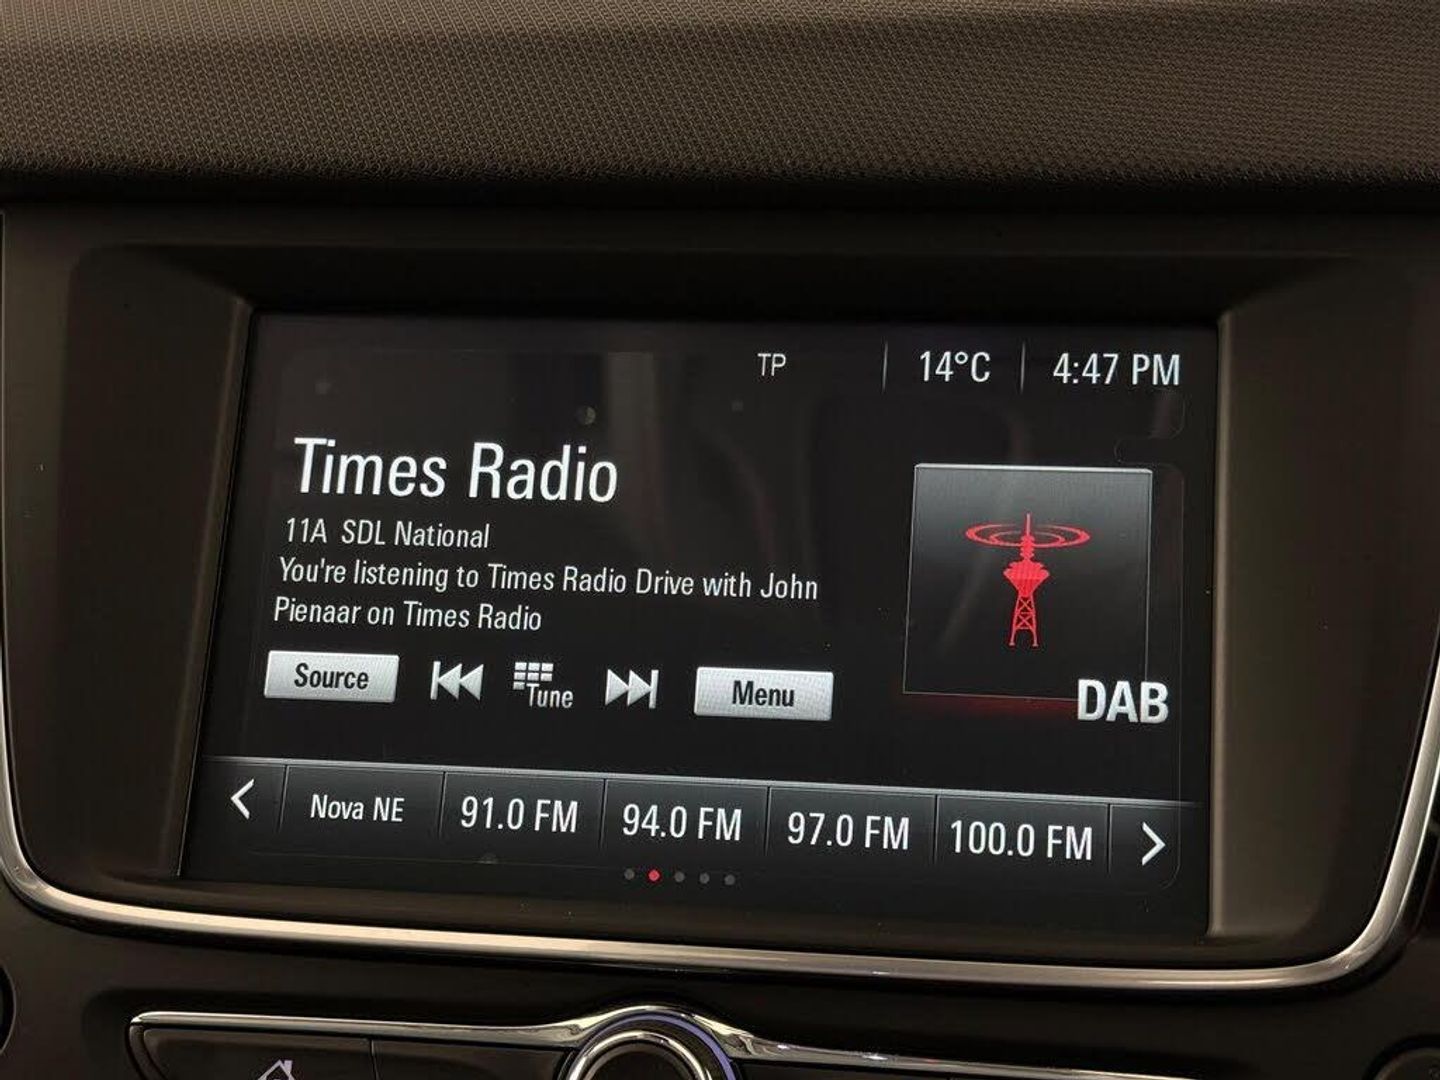 TP 14°C 4:47 PM
Times Radio
11A SDL National
You're listening to Times Radio Drive with John
Pienaar on Times Radio
Source Tune Menu
DAB
Nova NE 91.0 FM 94.0 FM 97.0 FM 100.0 FM